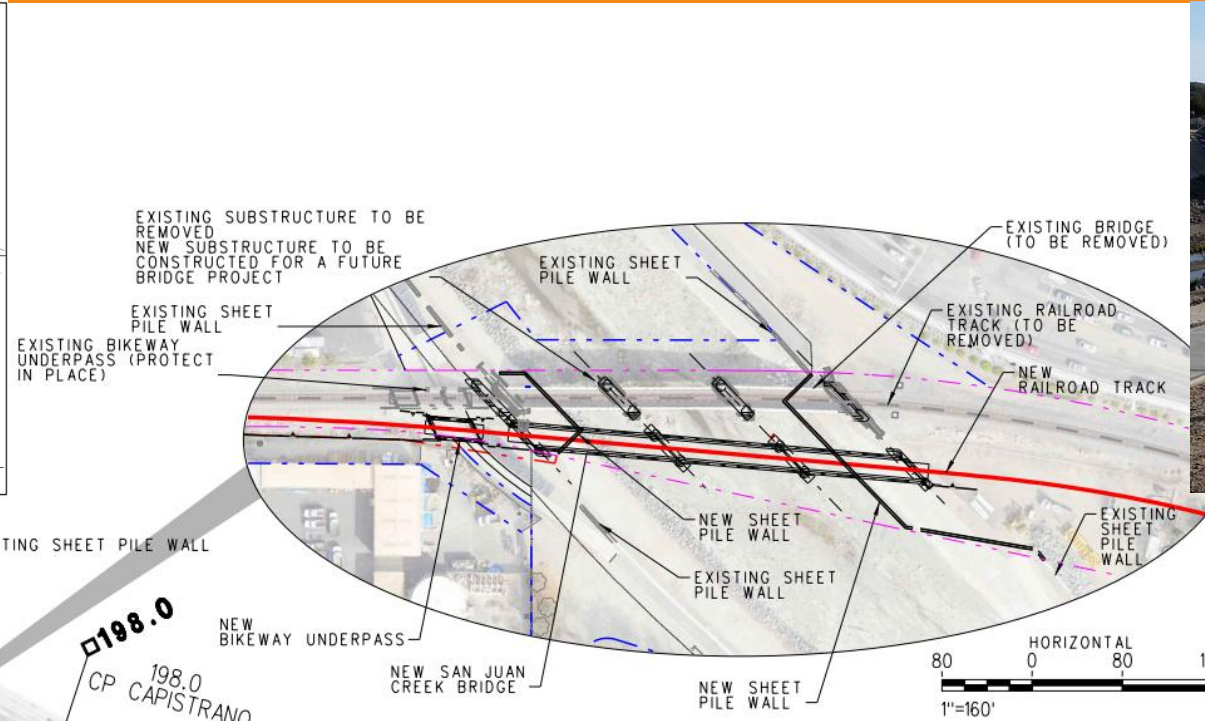 EXISTING SUBSTRUCTURE TO BE
REMOVED
NEW SUBSTRUCTURE TO BE
CONSTRUCTED FOR A FUTURE
BRIDGE PROJECT
EXISTING SHEET
PILE WALL
EXISTING BRIDGE
(TO BE REMOVED)
EXISTING SHEET
PILE WALL
EXISTING RAILROAD
TRACK (TO BE
REMOVED)
EXISTING BIKEWAY
UNDERPASS (PROTECT
IN PLACE)
NEW
RAILROAD TRACK
NEW SHEET
PILE WALL
EXISTING
SHEET
PILE
WALL
TING SHEET PILE WALL
EXISTING SHEET
PILE WALL
198.0
198.0
CP CAPISTRANO
NEW
BIKEWAY UNDERPASS
NEW SAN JUAN
CREEK BRIDGE
NEW SHEET
PILE WALL
HORIZONTAL
80 0 80 1
1"=160'